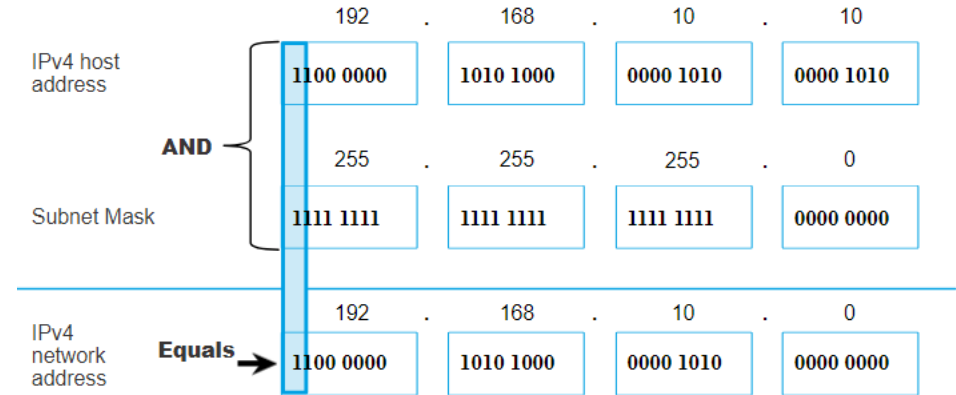 192 . 168 . 10 . 10
IPv4 host
address
1100 0000 1010 1000 0000 1010 0000 1010
AND
255 . 255 . 255 . 0
Subnet Mask
1111 1111 1111 1111 1111 1111 0000 0000
192 . 168 . 10 . 0
IPv4
network
address
Equals
1100 0000 1010 1000 0000 1010 0000 0000